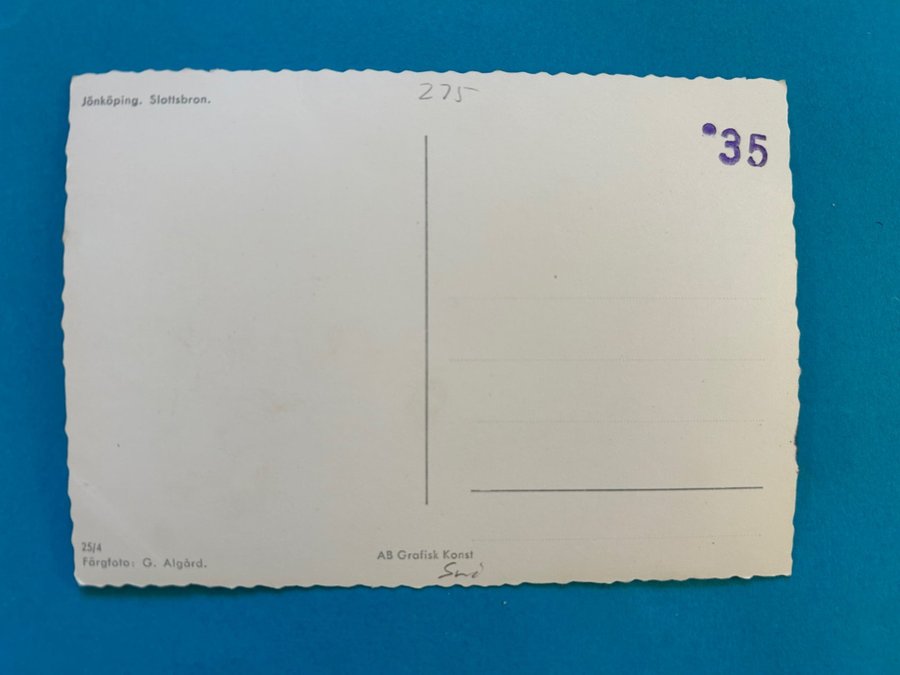 Jönköping. Slottsbron.
275
•35
25/4
Färgfoto: G. Algård.
AB Grafisk Konst